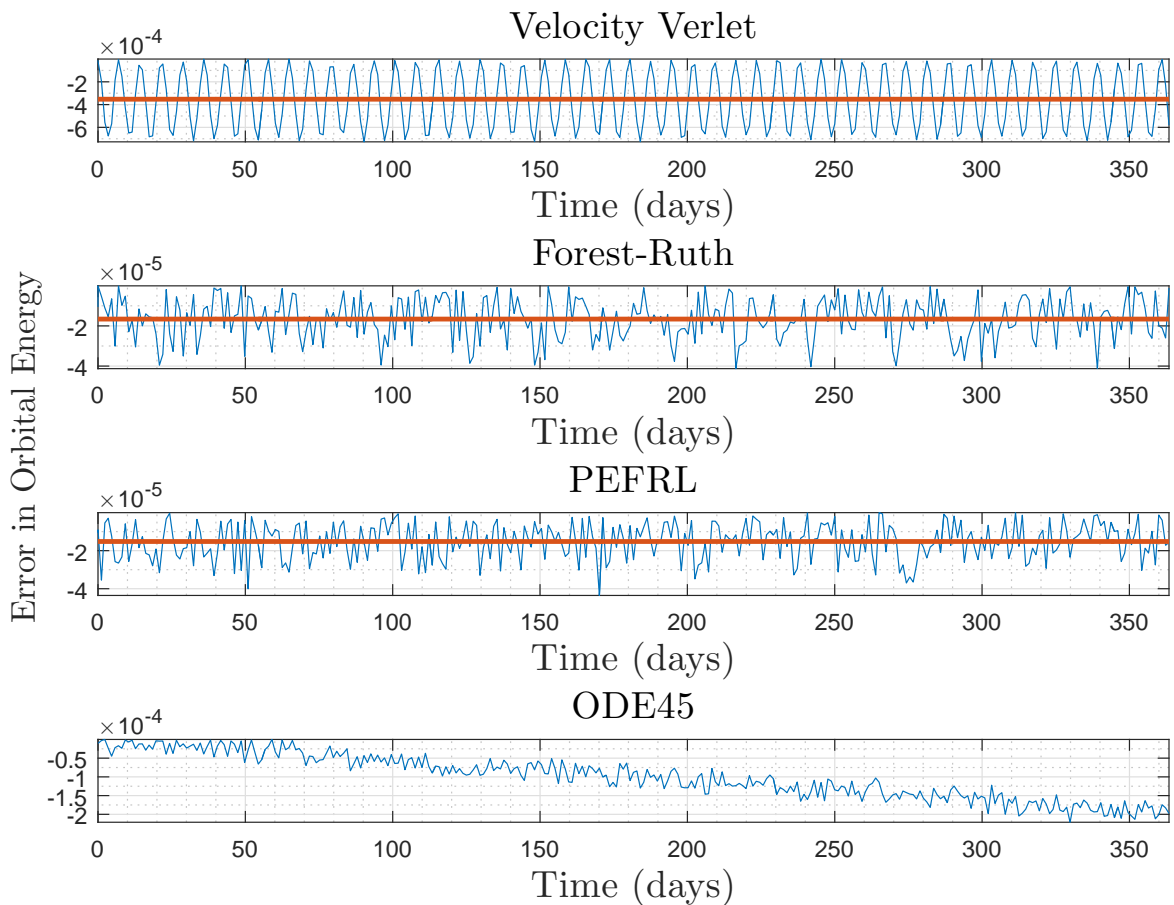 Velocity Verlet
×10-4
-2
-4
-6
0 50 100 150 200 250 300 350
Time (days)
Forest-Ruth
×10-5
-2
-4
0 50 100 150 200 250 300 350
Time (days)
PEFRL
×10-5
-2
-4
0 50 100 150 200 250 300 350
Time (days)
ODE45
×10-4
-0.5
-1
-1.5
-2
0 50 100 150 200 250 300 350
Time (days)
Error in Orbital Energy